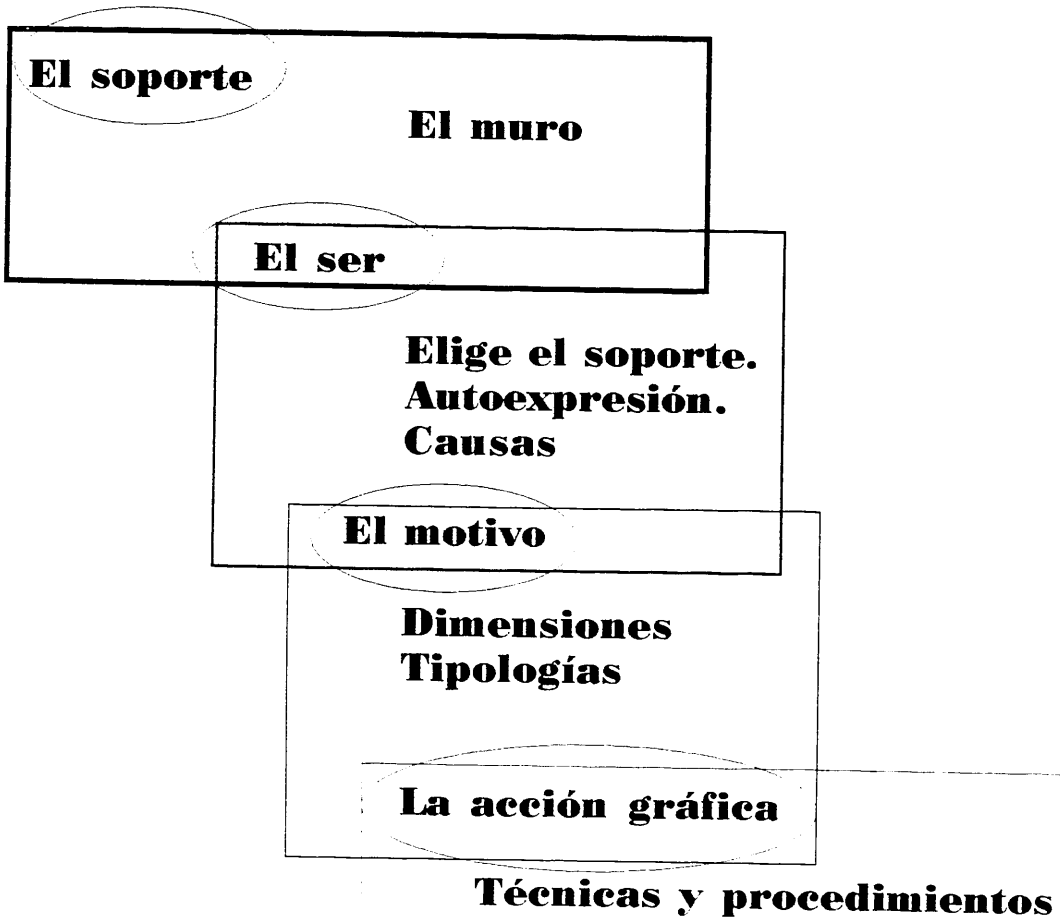 El soporte
El muro
El ser
Elige el soporte.
Autoexpresión.
Causas
El motivo
Dimensiones
Tipologías
La acción gráfica
Técnicas y procedimientos